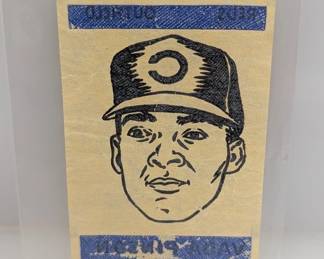 REDS OUTFIELD
VADA PINSON